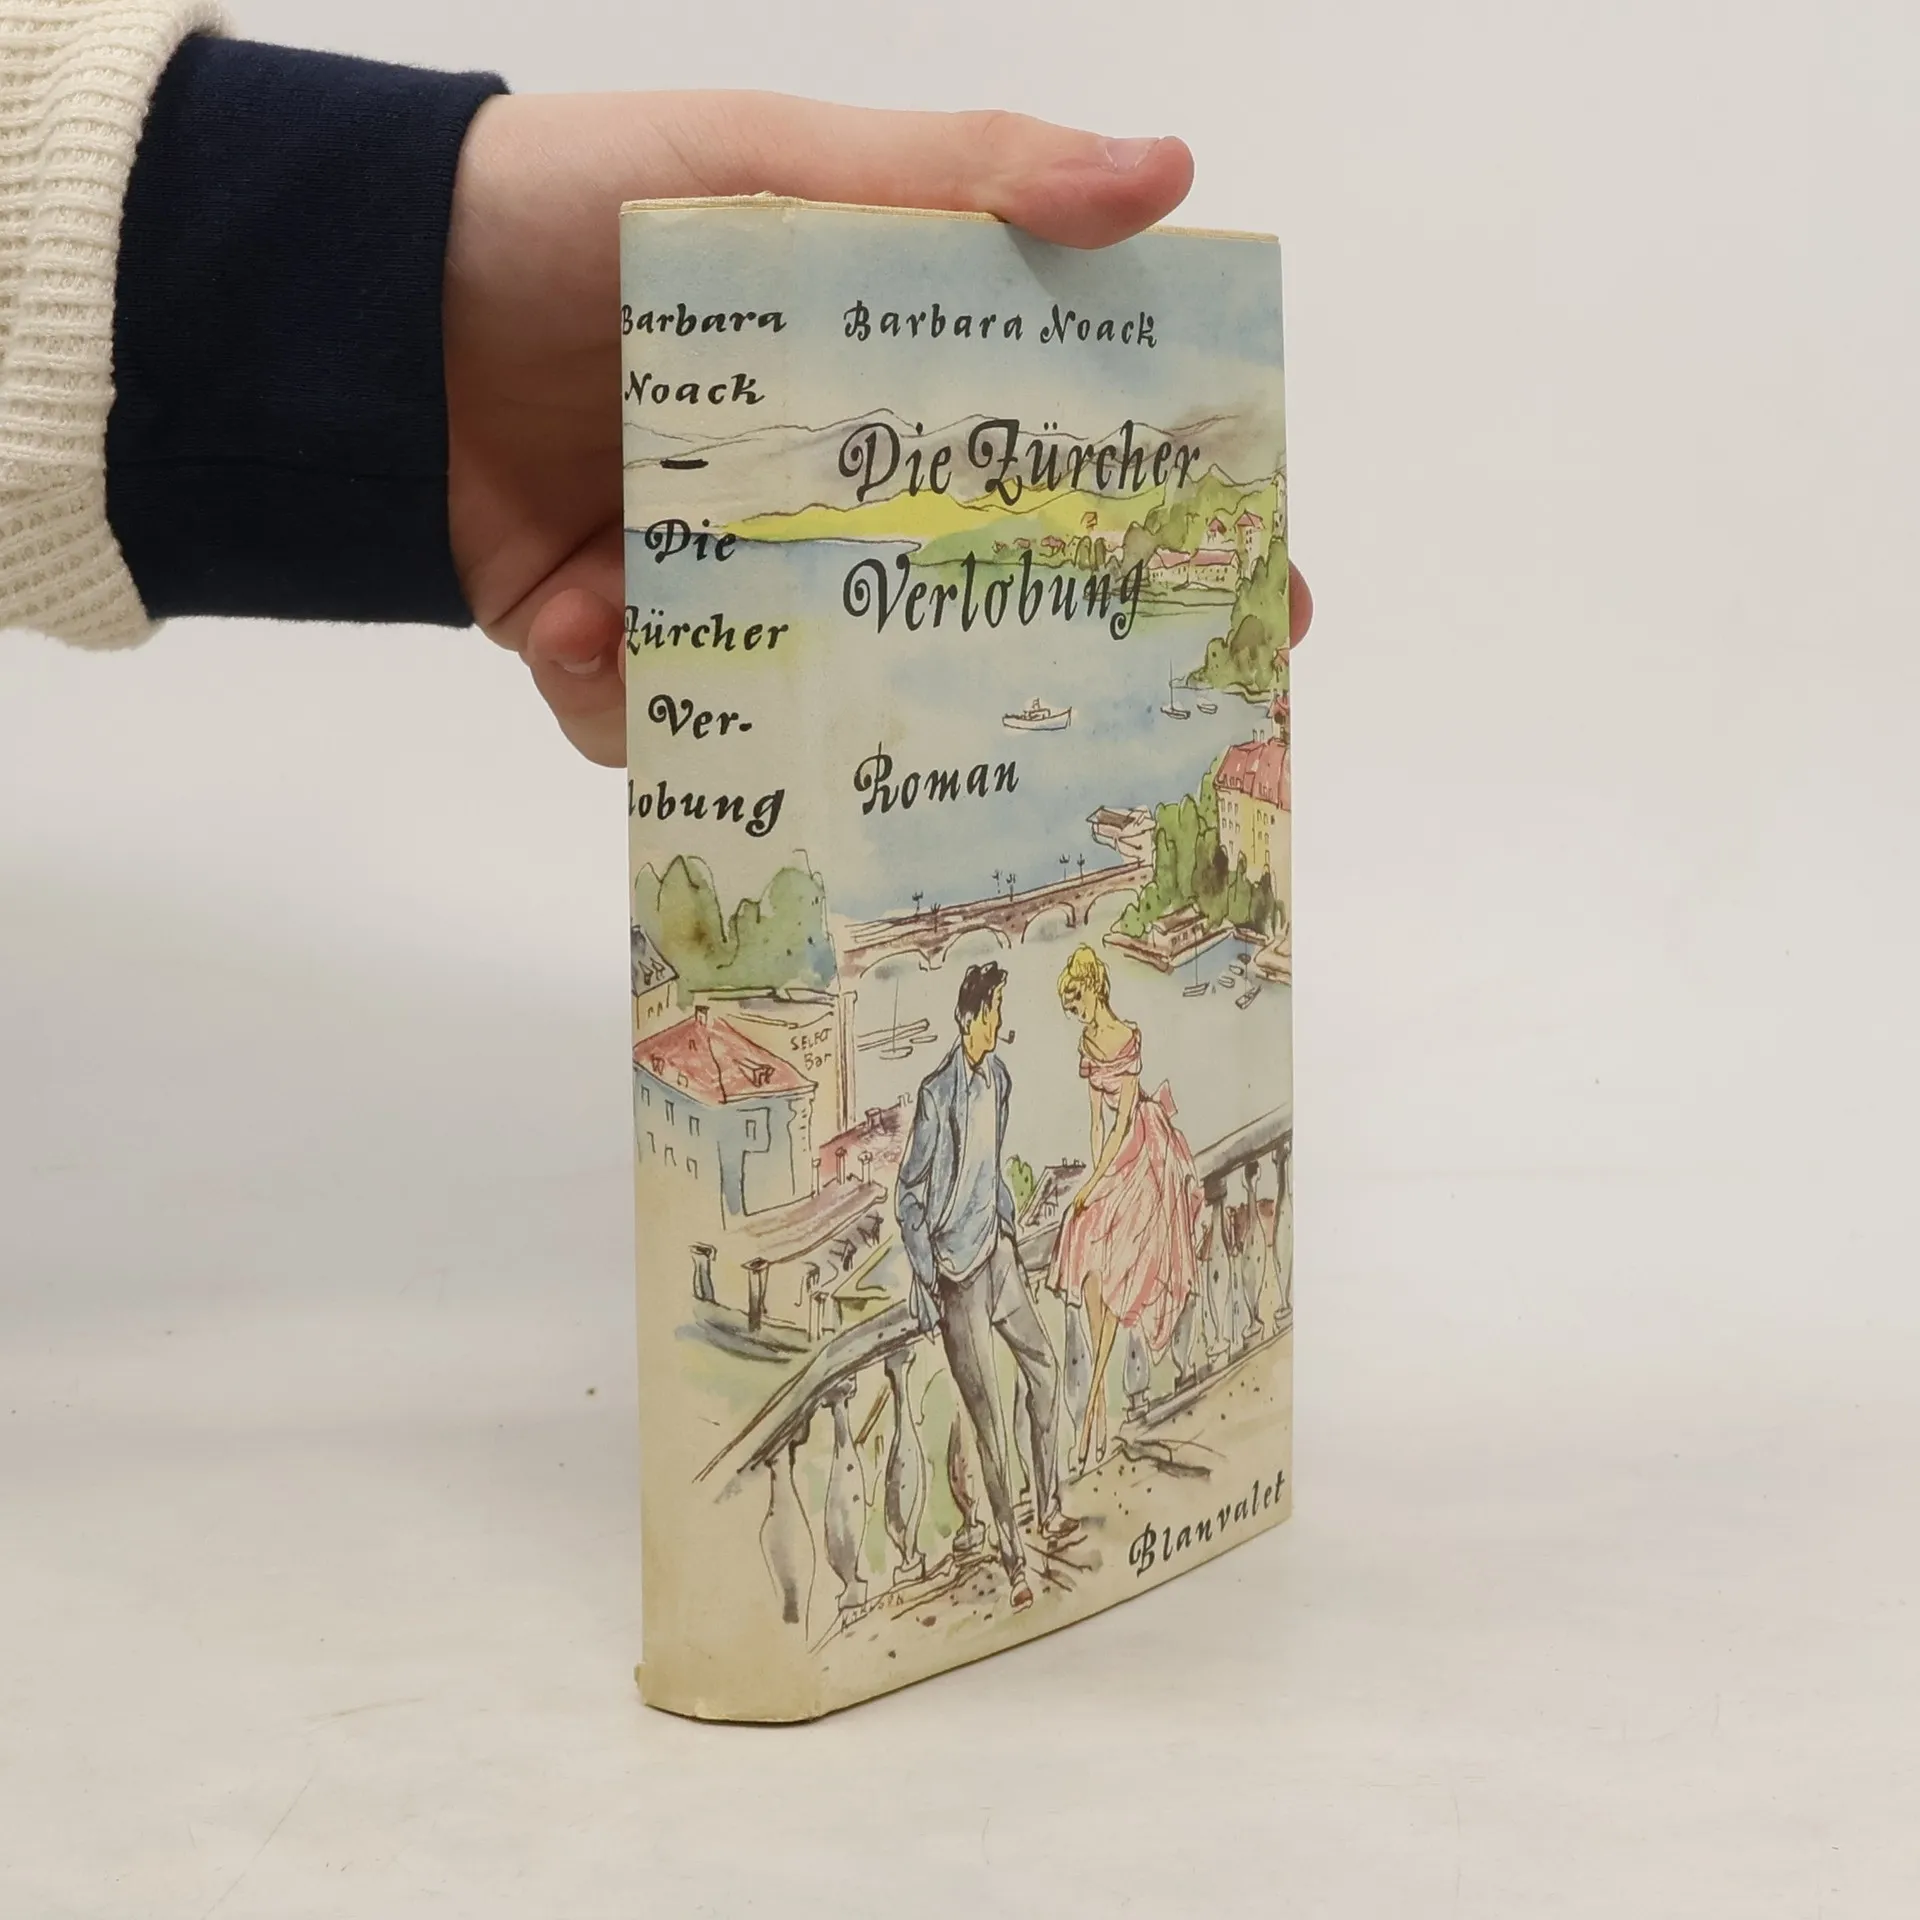 Barbara
Noack
–
Die
Zürcher
Ver-
lobung
Barbara Noack
Die Zürcher
Verlobung
Roman
SELECT
Bar
Blanvalet